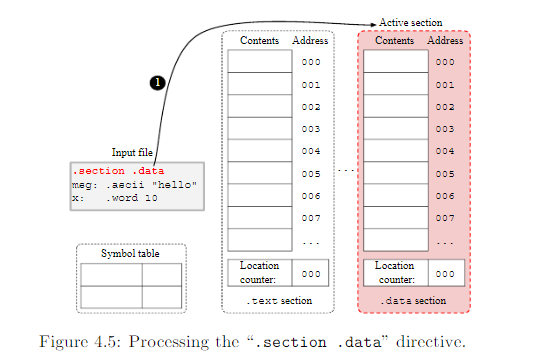 Active section
Contents Address Contents Address
000 000
001 001
1
002 002
003 003
Input file
004 004
.section .data
005 ... 005
msg: .ascii "hello"
x: .word 10
006 006
007 007
... ...
Symbol table
Location counter: 000
Location counter: 000
.text section .data section
Figure 4.5: Processing the “.section .data” directive.